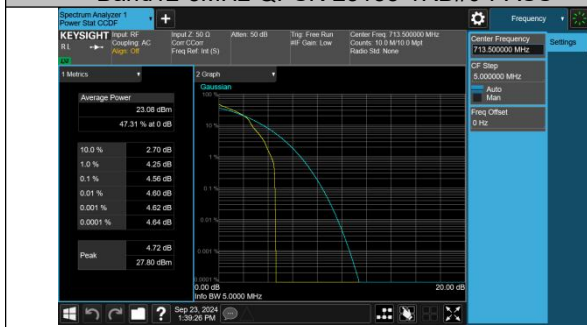 Spectrum Analyzer 1
Power Stat CCDF
Frequency
KEYSIGHT
RL
LW
Input: RF
Coupling: AC
Align: Off
Input Z: 50 Ω
Corr CCorr
Freq Ref: Int (S)
Atten: 50 dB
Trig: Free Run
#IF Gain: Low
Center Freq: 713.500000 MHz
Counts: 10.0 M/10.0 Mpt
Radio Std: None
Center Frequency
713.500000 MHz
Settings
CF Step
5.000000 MHz
Auto
Man
Freq Offset
0 Hz
1 Metrics
Average Power
23.08 dBm
47.31 % at 0 dB
10.0 % 2.70 dB
1.0 % 4.25 dB
0.1 % 4.56 dB
0.01 % 4.60 dB
0.001 % 4.62 dB
0.0001 % 4.64 dB
Peak
4.72 dB
27.80 dBm
2 Graph
Gaussian
100 %
10 %
1 %
0.1 %
0.01 %
0.001 %
0.0001 %
0.00 dB
20.00 dB
Info BW 5.0000 MHz
?
Sep 23, 2024
1:39:26 PM